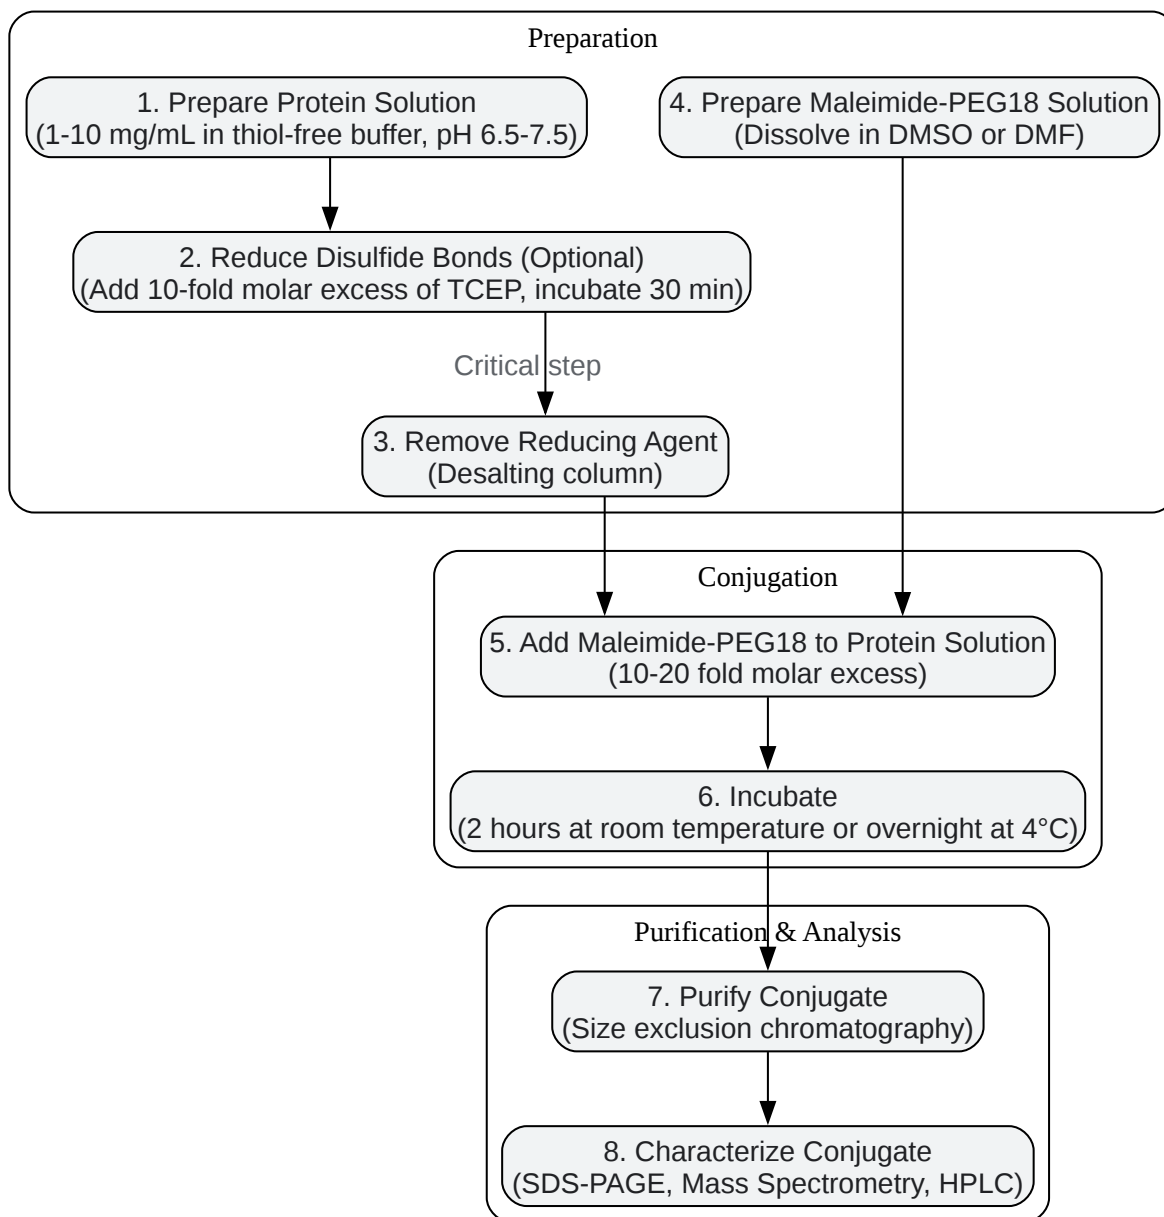 Preparation
1. Prepare Protein Solution
(1-10 mg/mL in thiol-free buffer, pH 6.5-7.5)
4. Prepare Maleimide-PEG18 Solution
(Dissolve in DMSO or DMF)
2. Reduce Disulfide Bonds (Optional)
(Add 10-fold molar excess of TCEP, incubate 30 min)
Critical step
3. Remove Reducing Agent
(Desalting column)
Conjugation
5. Add Maleimide-PEG18 to Protein Solution
(10-20 fold molar excess)
6. Incubate
(2 hours at room temperature or overnight at 4°C)
Purification & Analysis
7. Purify Conjugate
(Size exclusion chromatography)
8. Characterize Conjugate
(SDS-PAGE, Mass Spectrometry, HPLC)